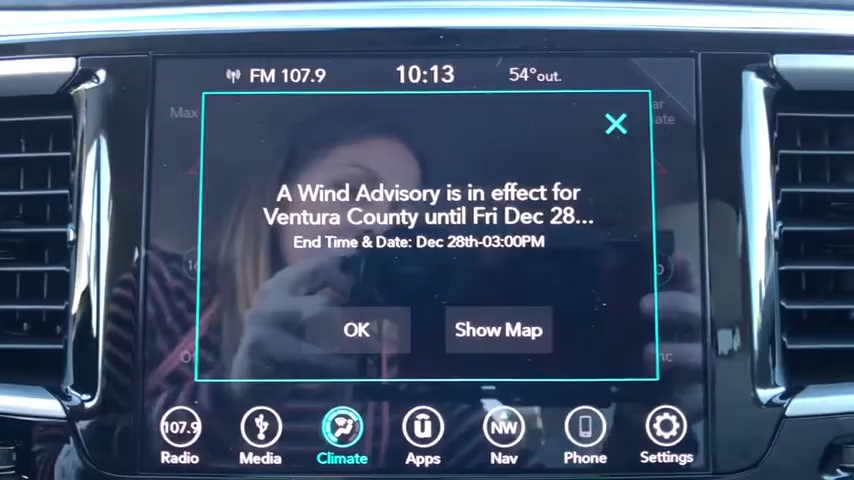 FM 107.9 10:13 54°out.
Max
A Wind Advisory is in effect for
Ventura County until Fri Dec 28...
End Time & Date: Dec 28th-03:00PM
OK Show Map
107.9 NW
Radio Media Climate Apps Nav Phone Settings